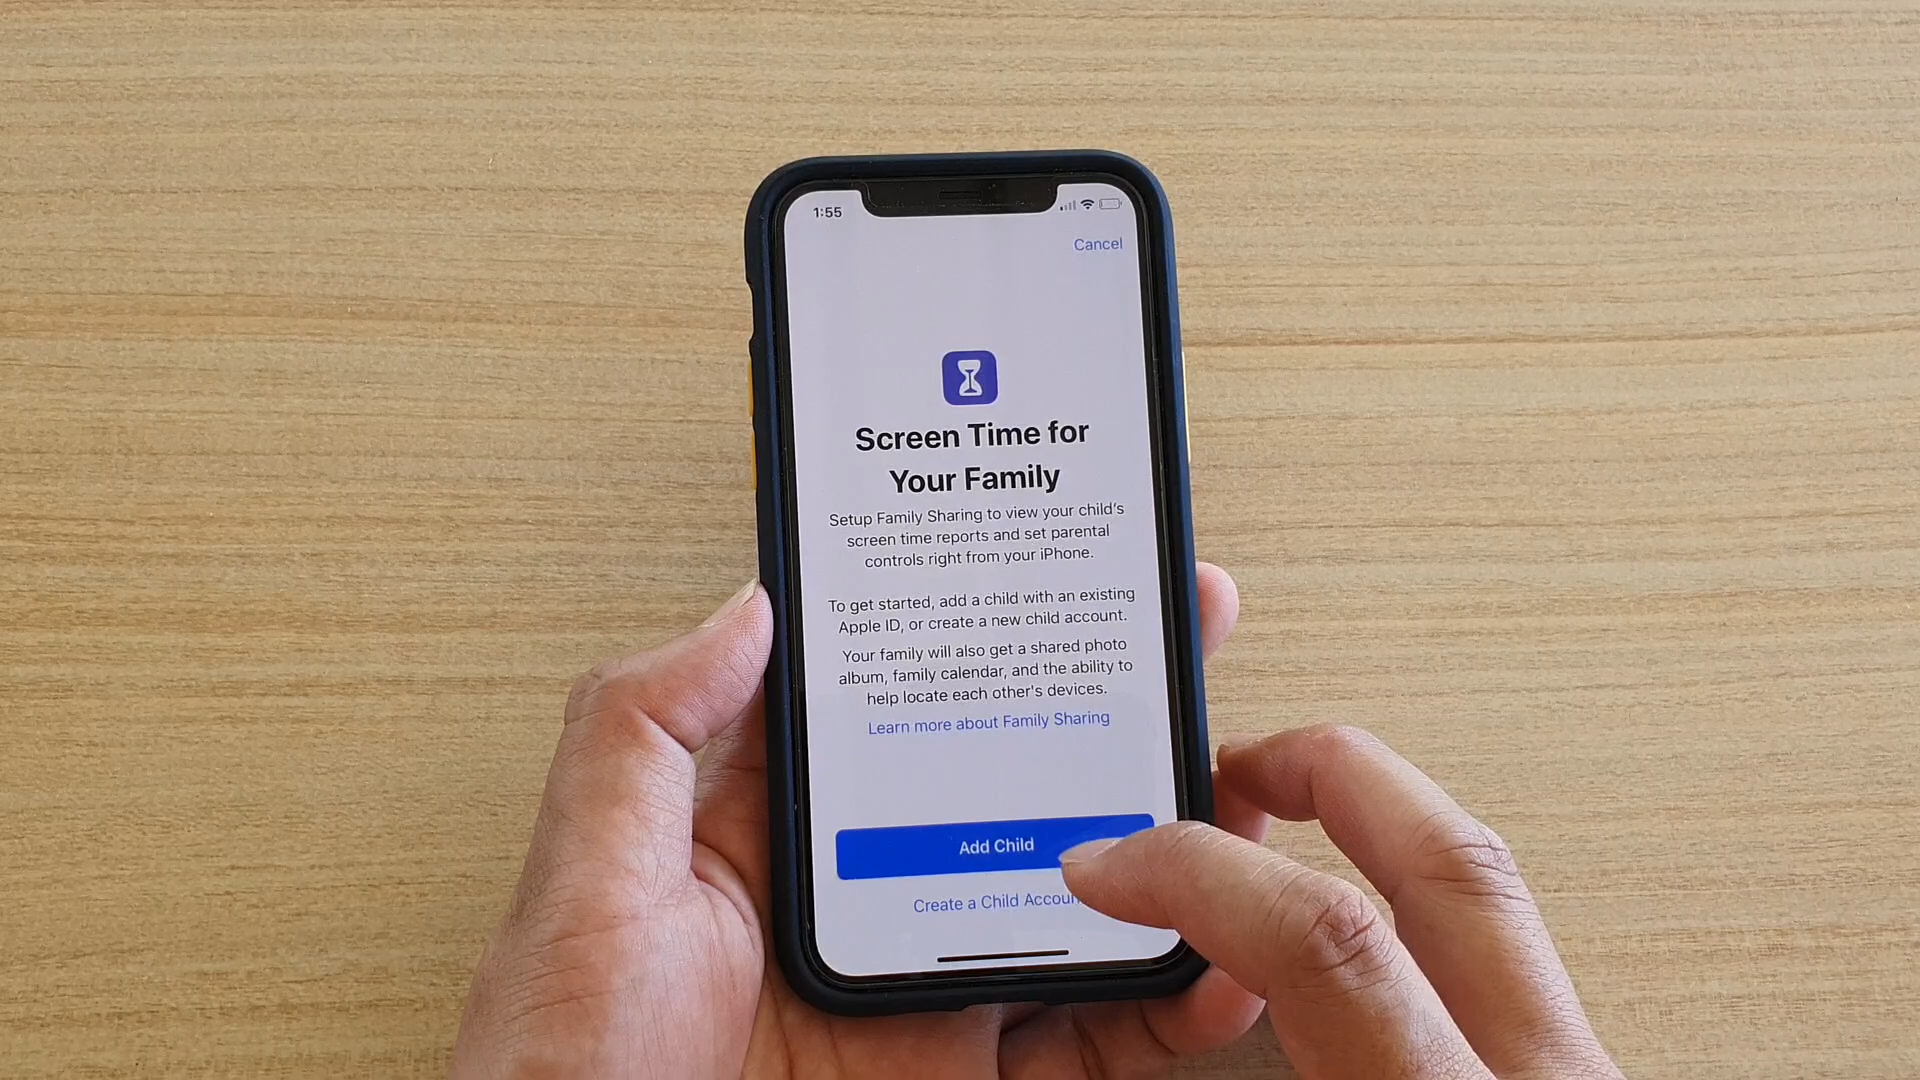 1:55
Cancel
Screen Time for
Your Family
Setup Family Sharing to view your child's
screen time reports and set parental
controls right from your iPhone.
To get started, add a child with an existing
Apple ID, or create a new child account.
Your family will also get a shared photo
album, family calendar, and the ability to
help locate each other's devices.
Learn more about Family Sharing
Add Child
Create a Child Accoun